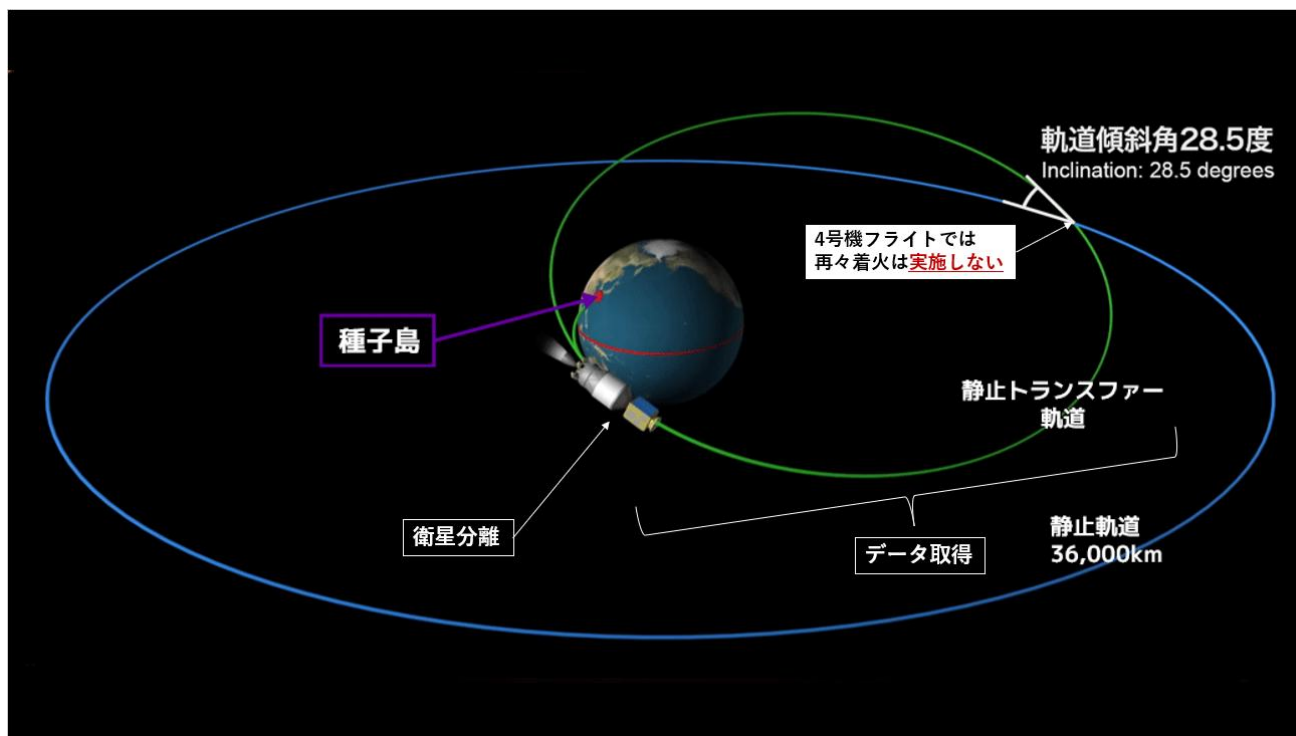 軌道傾斜角28.5度
Inclination: 28.5 degrees
4号機フライトでは
再々着火は実施しない
種子島
静止トランスファー
軌道
衛星分離
データ取得
静止軌道
36,000km